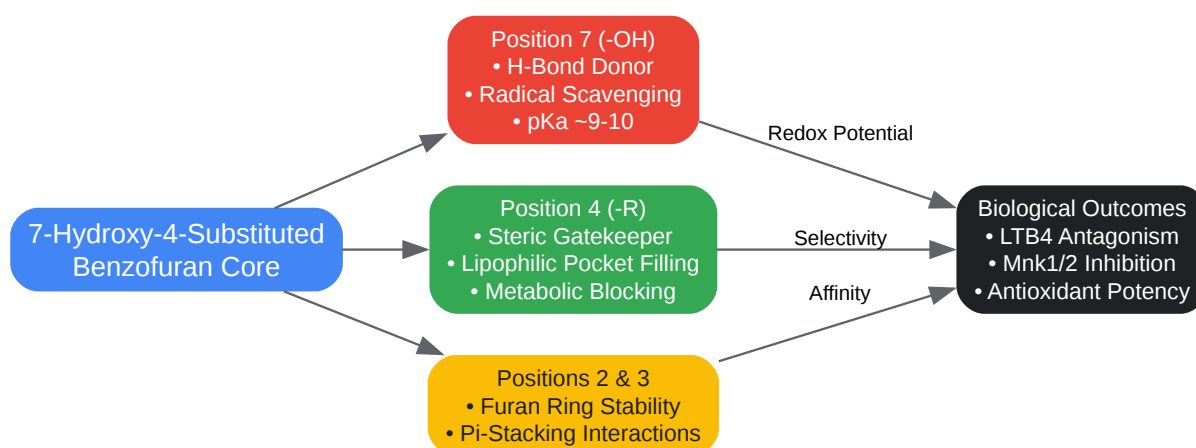 7-Hydroxy-4-Substituted
Benzofuran Core
Position 7 (-OH)
• H-Bond Donor
• Radical Scavenging
• pKa ~9-10
Position 4 (-R)
• Steric Gatekeeper
• Lipophilic Pocket Filling
• Metabolic Blocking
Positions 2 & 3
• Furan Ring Stability
• Pi-Stacking Interactions
Redox Potential
Selectivity
Affinity
Biological Outcomes
• LTB4 Antagonism
• Mnk1/2 Inhibition
• Antioxidant Potency